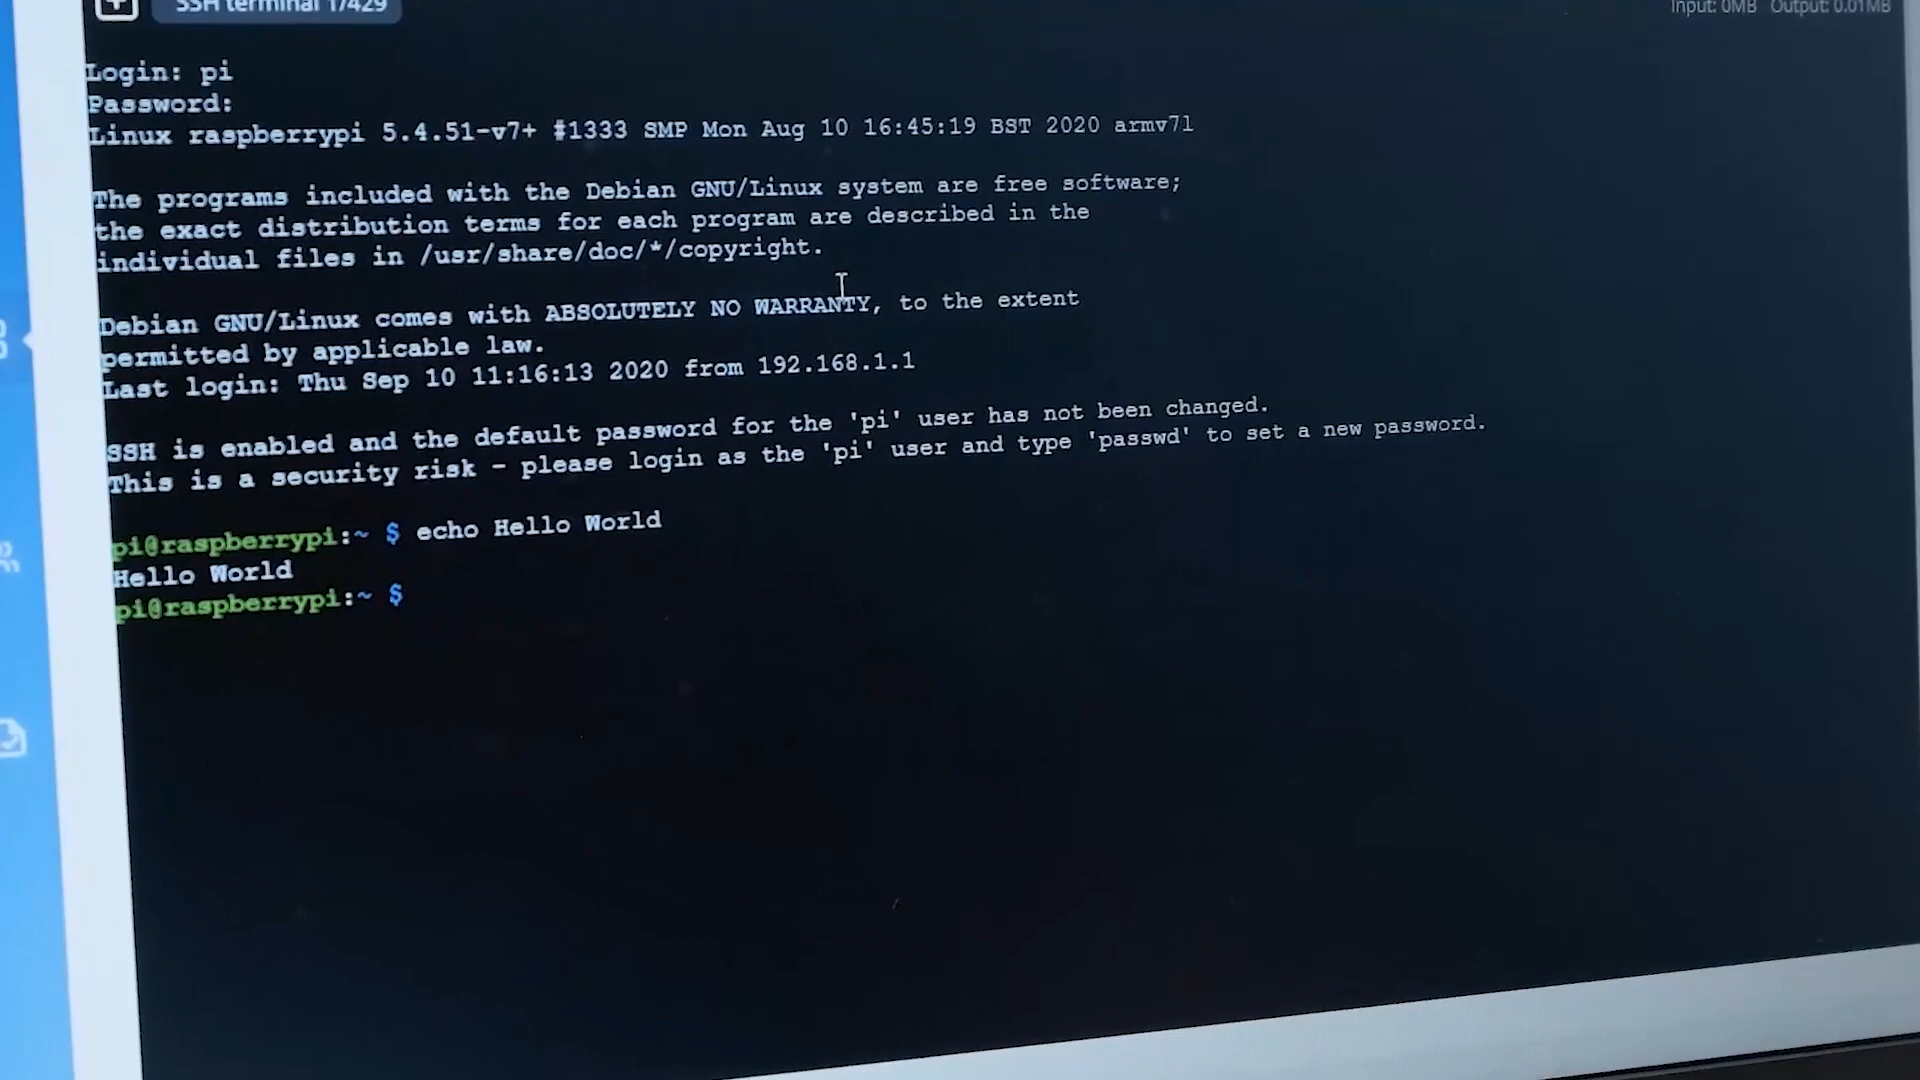 SSH terminal 17429
Input: 0MB Output: 0.01MB
Login: pi
Password:
Linux raspberrypi 5.4.51-v7+ #1333 SMP Mon Aug 10 16:45:19 BST 2020 armv7l
The programs included with the Debian GNU/Linux system are free software;
the exact distribution terms for each program are described in the
individual files in /usr/share/doc/*/copyright.
Debian GNU/Linux comes with ABSOLUTELY NO WARRANTY, to the extent
permitted by applicable law.
Last login: Thu Sep 10 11:16:13 2020 from 192.168.1.1
SSH is enabled and the default password for the 'pi' user has not been changed.
This is a security risk - please login as the 'pi' user and type 'passwd' to set a new password.
pi@raspberrypi:~ $ echo Hello World
Hello World
pi@raspberrypi:~ $